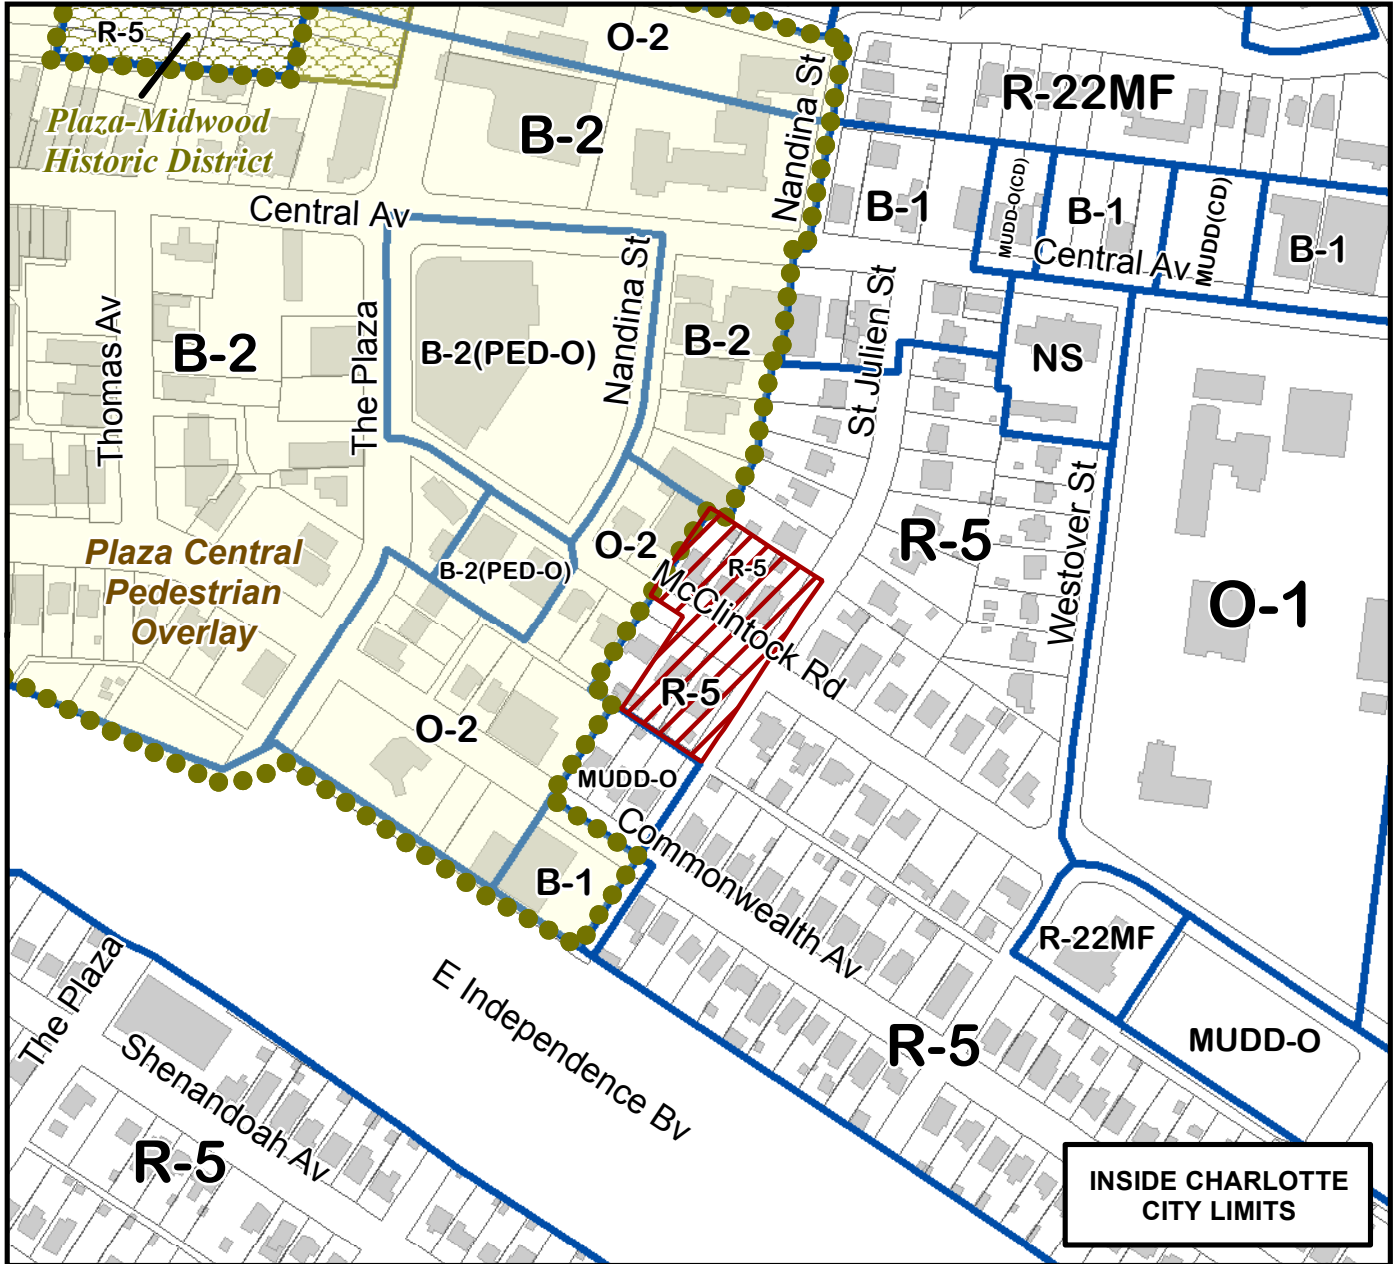 R-5
O-2
R-22MF
Plaza-Midwood
Historic District
B-2
Nandina St
Central Av
B-1
MUDD-O(CD)
B-1
MUDD(CD)
B-1
Central Av
Thomas Av
B-2
The Plaza
B-2(PED-O)
Nandina St
B-2
St Julien St
NS
Plaza Central
Pedestrian
Overlay
B-2(PED-O)
O-2
R-5
McClintock Rd
R-5
R-5
Westover St
O-1
O-2
MUDD-O
Commonwealth Av
B-1
R-22MF
MUDD-O
R-5
E Independence Bv
The Plaza
Shenandoah Av
R-5
INSIDE CHARLOTTE
CITY LIMITS